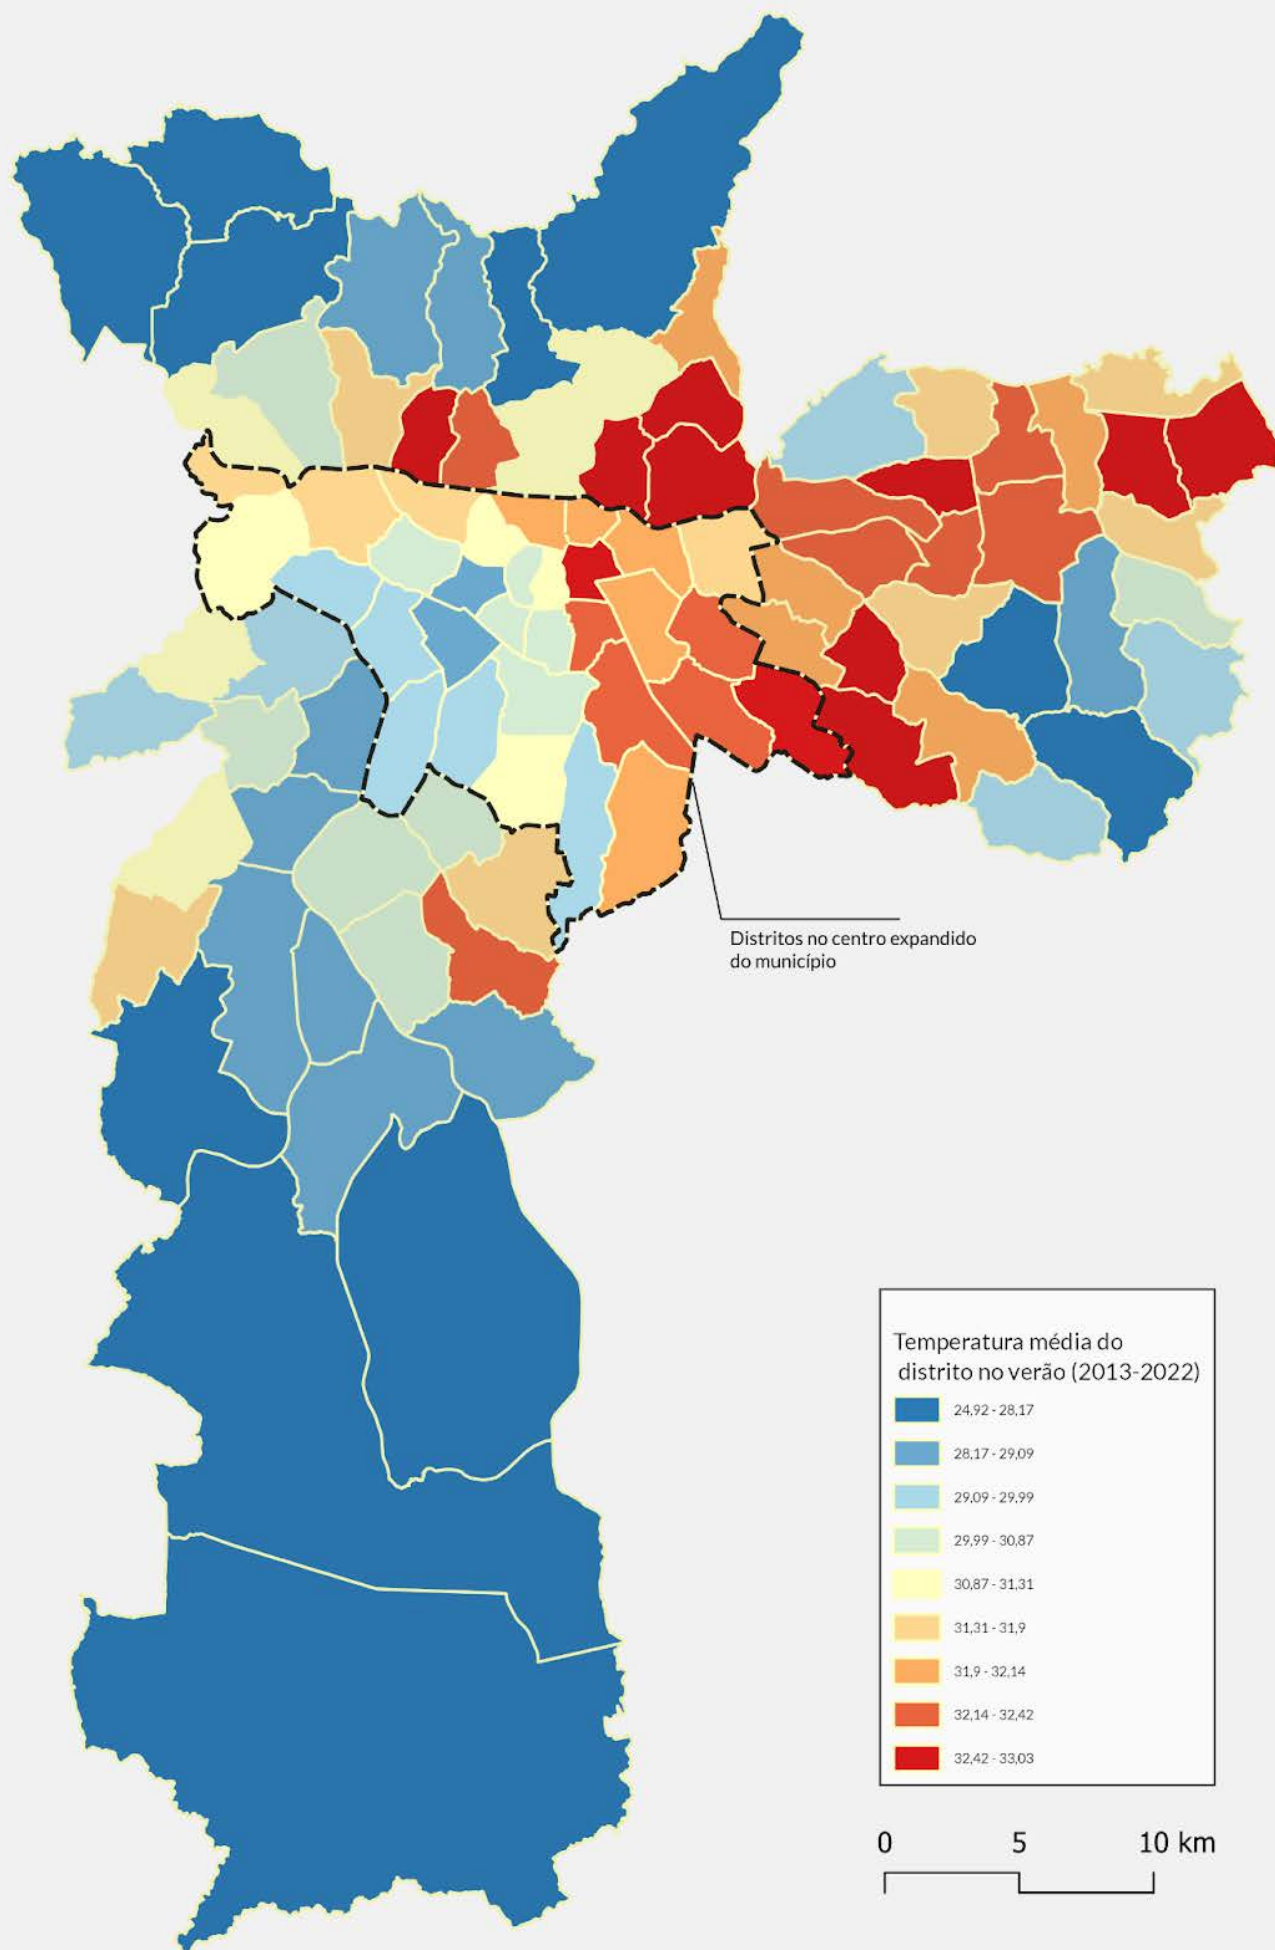 Distritos no centro expandido
do município
Temperatura média do
distrito no verão (2013-2022)
24,92 - 28,17
28,17 - 29,09
29,09 - 29,99
29,99 - 30,87
30,87 - 31,31
31,31 - 31,9
31,9 - 32,14
32,14 - 32,42
32,42 - 33,03
0 5 10 km